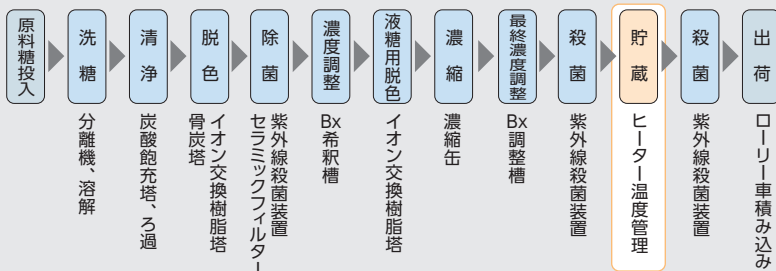 原料糖投入
洗糖
清浄
脱色
除菌
濃度調整
液糖用脱色
濃縮
最終濃度調整
殺菌
貯蔵
殺菌
出荷
分離機、溶解
炭酸飽充塔、ろ過
イオン交換樹脂塔
骨炭塔
紫外線殺菌装置
セラミックフィルター
Bx希釈槽
イオン交換樹脂塔
濃縮缶
Bx調整槽
紫外線殺菌装置
ヒーター温度管理
紫外線殺菌装置
ローリー車積み込み